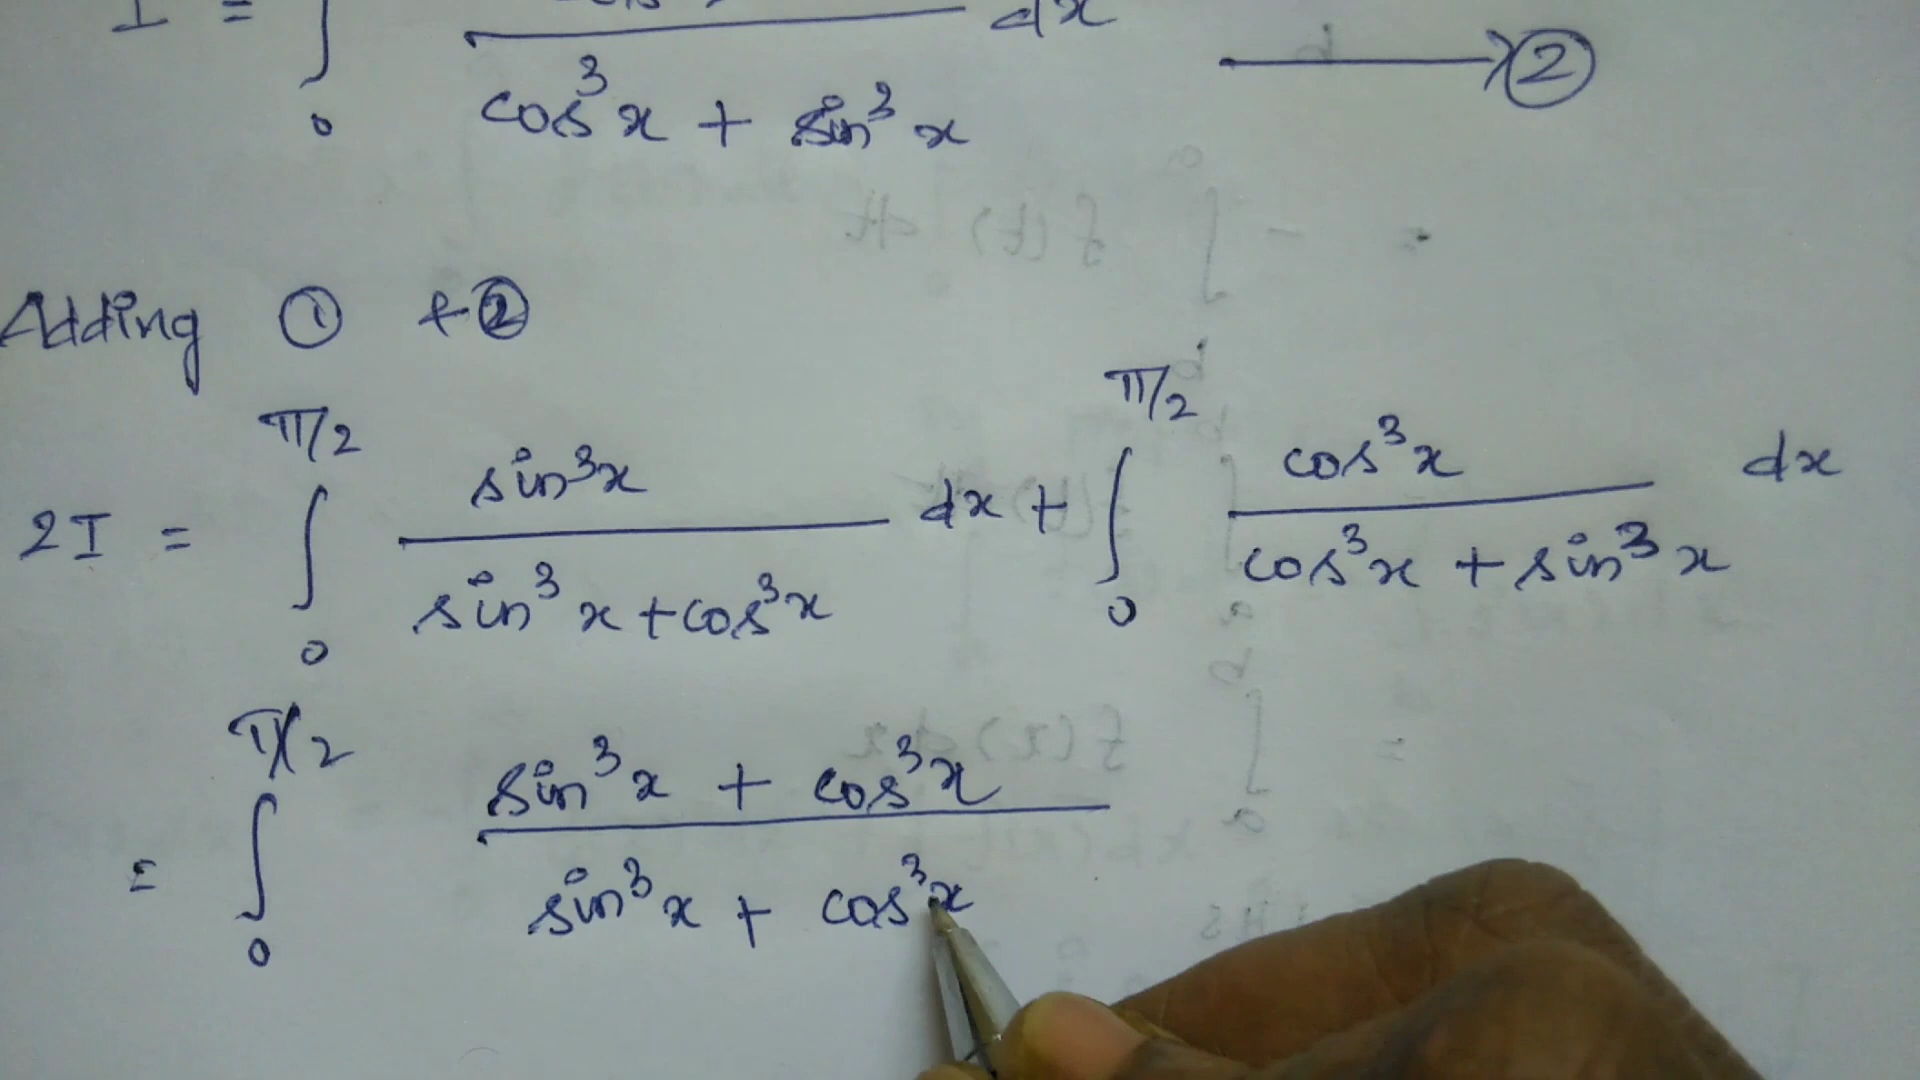 I = ∫₀ dx / (cos³x + sin³x) → ②
Adding ① + ②
2I = ∫₀^(π/2) sin³x / (sin³x + cos³x) dx + ∫₀^(π/2) cos³x / (cos³x + sin³x) dx
= ∫₀^(π/2) (sin³x + cos³x) / (sin³x + cos³x)